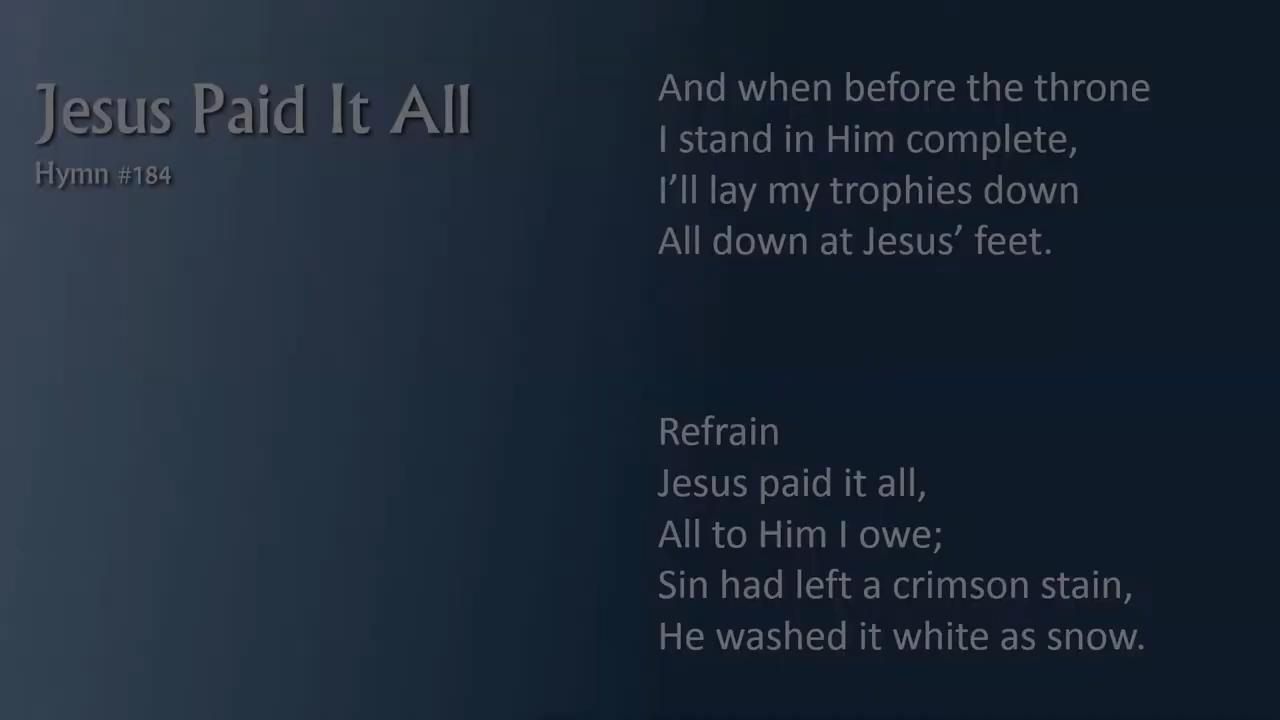 Jesus Paid It All
Hymn #184
And when before the throne
I stand in Him complete,
I’ll lay my trophies down
All down at Jesus’ feet.
Refrain
Jesus paid it all,
All to Him I owe;
Sin had left a crimson stain,
He washed it white as snow.